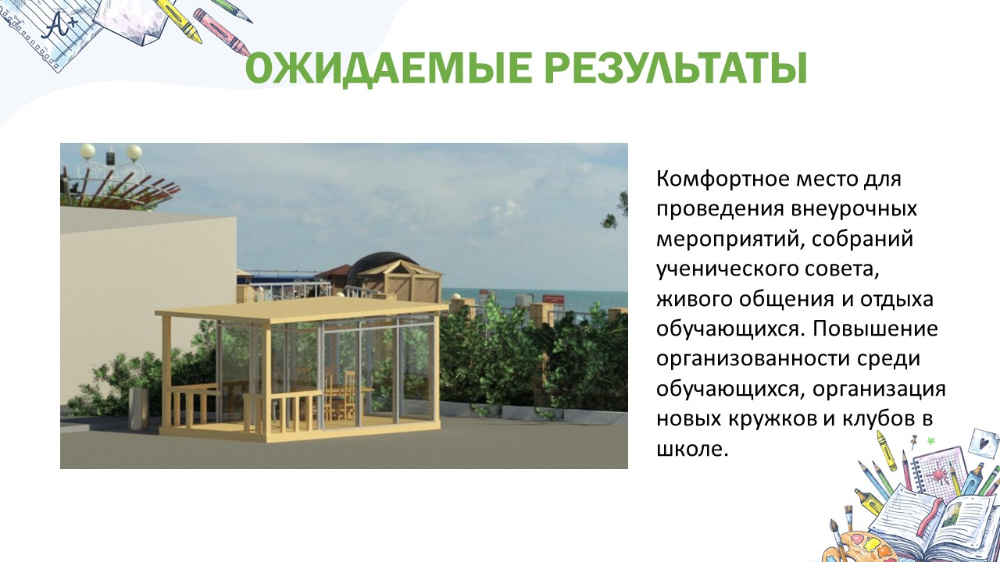 A+
ОЖИДАЕМЫЕ РЕЗУЛЬТАТЫ
Комфортное место для
проведения внеурочных
мероприятий, собраний
ученического совета,
живого общения и отдыха
обучающихся. Повышение
организованности среди
обучающихся, организация
новых кружков и клубов в
школе.